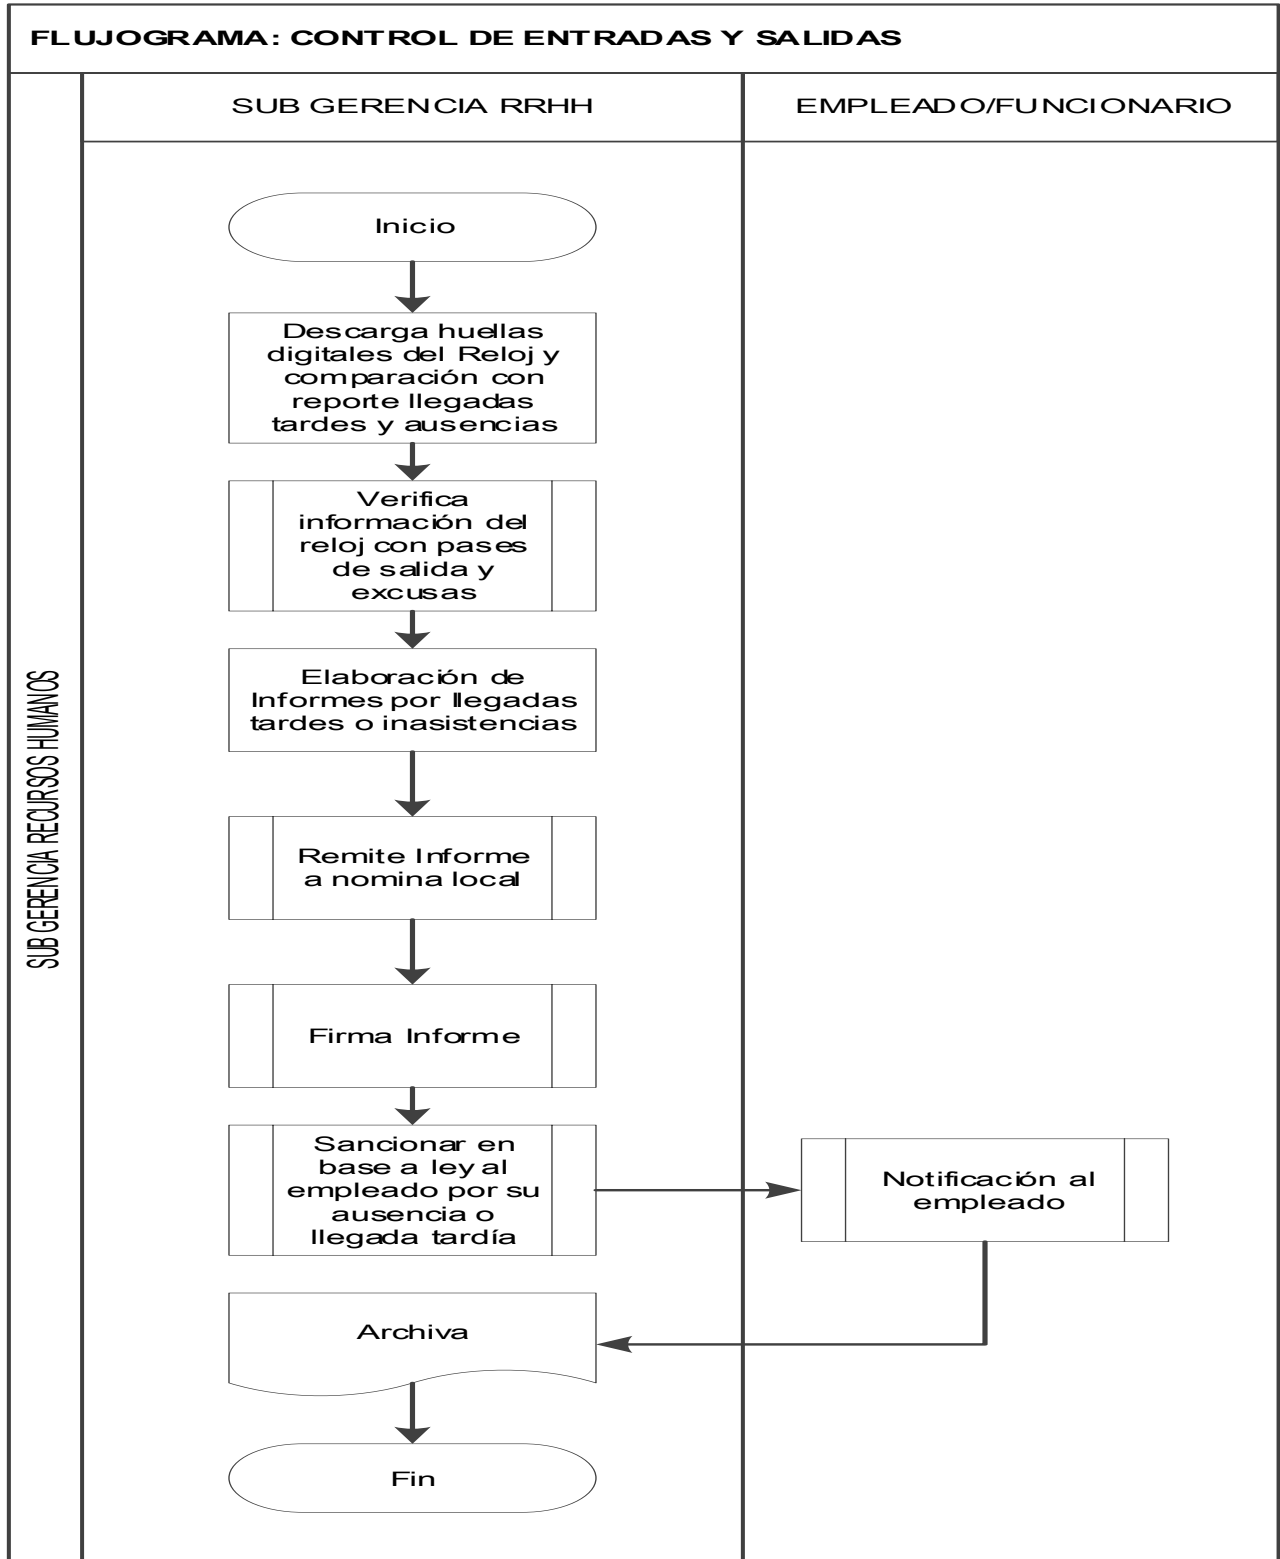 FLUJOGRAMA: CONTROL DE ENTRADAS Y SALIDAS
SUB GERENCIA RRHH
EMPLEADO/FUNCIONARIO
SUB GERENCIA RECURSOS HUMANOS
Inicio
Descarga huellas
digitales del Reloj y
comparación con
reporte llegadas
tardes y ausencias
Verifica
información del
reloj con pases
de salida y
excusas
Elaboración de
Informes por llegadas
tardes o inasistencias
Remite Informe
a nomina local
Firma Informe
Sancionar en
base a ley al
empleado por su
ausencia o
llegada tardía
Notificación al
empleado
Archiva
Fin